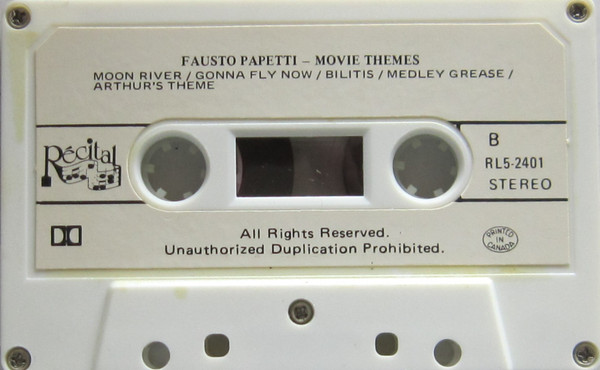 FAUSTO PAPETTI – MOVIE THEMES
MOON RIVER / GONNA FLY NOW / BILITIS / MEDLEY GREASE /
ARTHUR'S THEME
Récital
B
RL5-2401
STEREO
All Rights Reserved.
Unauthorized Duplication Prohibited.
PRINTED
IN
CANADA